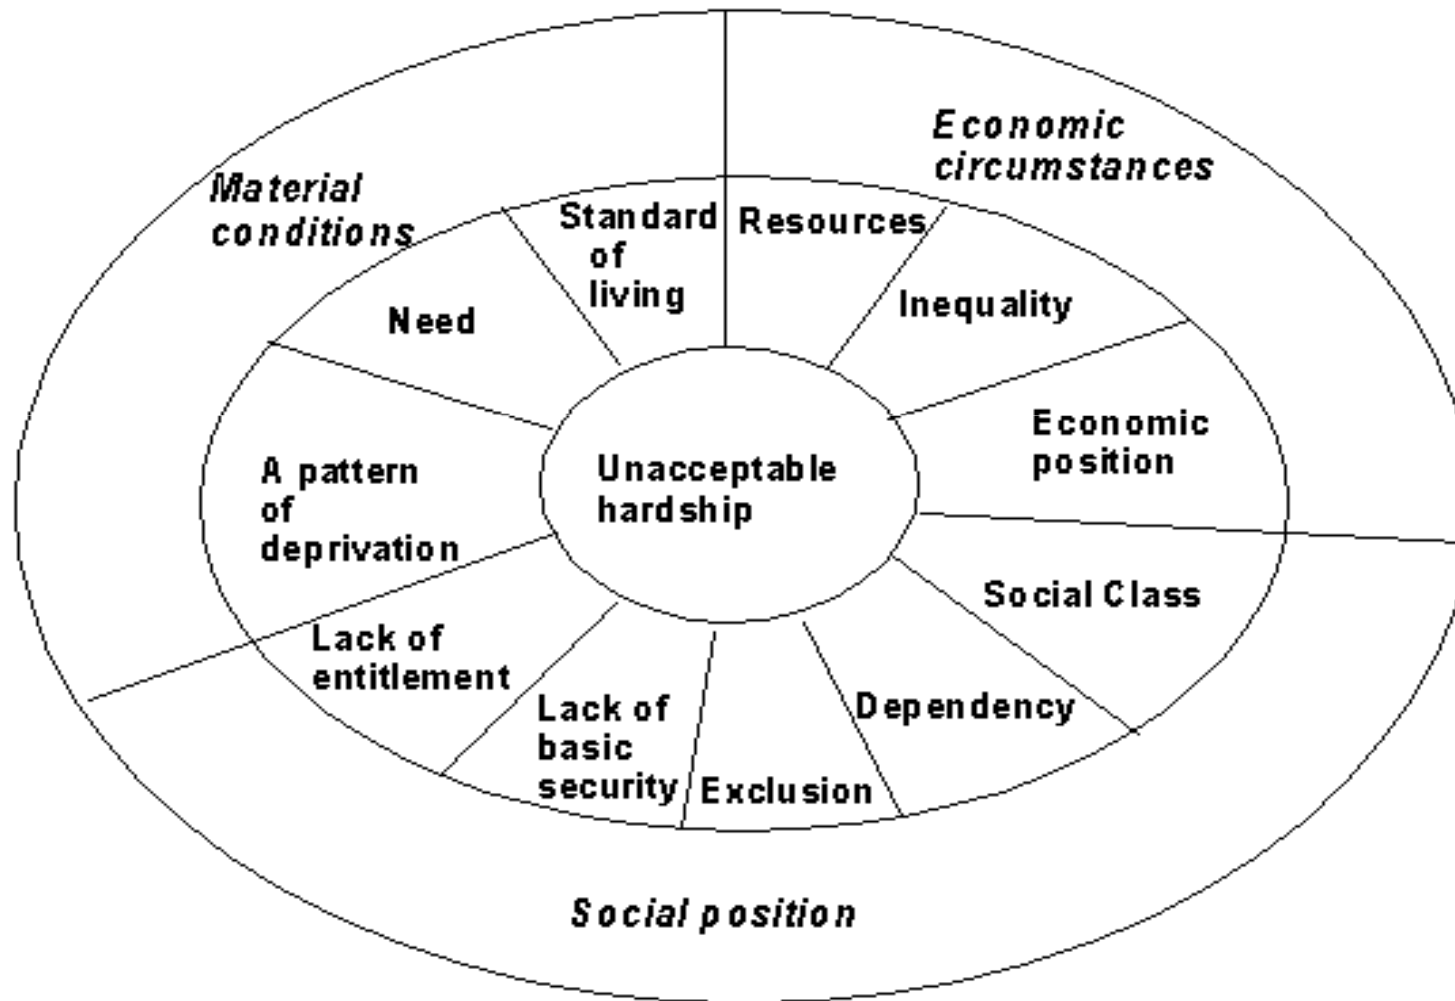 Economic
circumstances
Material
conditions
Standard
of
living
Resources
Need
Inequality
Economic
position
A pattern
of
deprivation
Unacceptable
hardship
Social Class
Lack of
entitlement
Lack of
basic
security
Exclusion
Dependency
Social position